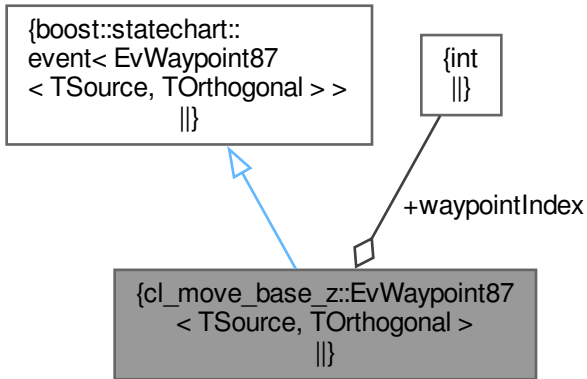 {boost::statechart::
event< EvWaypoint87
< TSource, TOrthogonal > >
||}
{int
||}
+waypointIndex
{cl_move_base_z::EvWaypoint87
< TSource, TOrthogonal >
||}